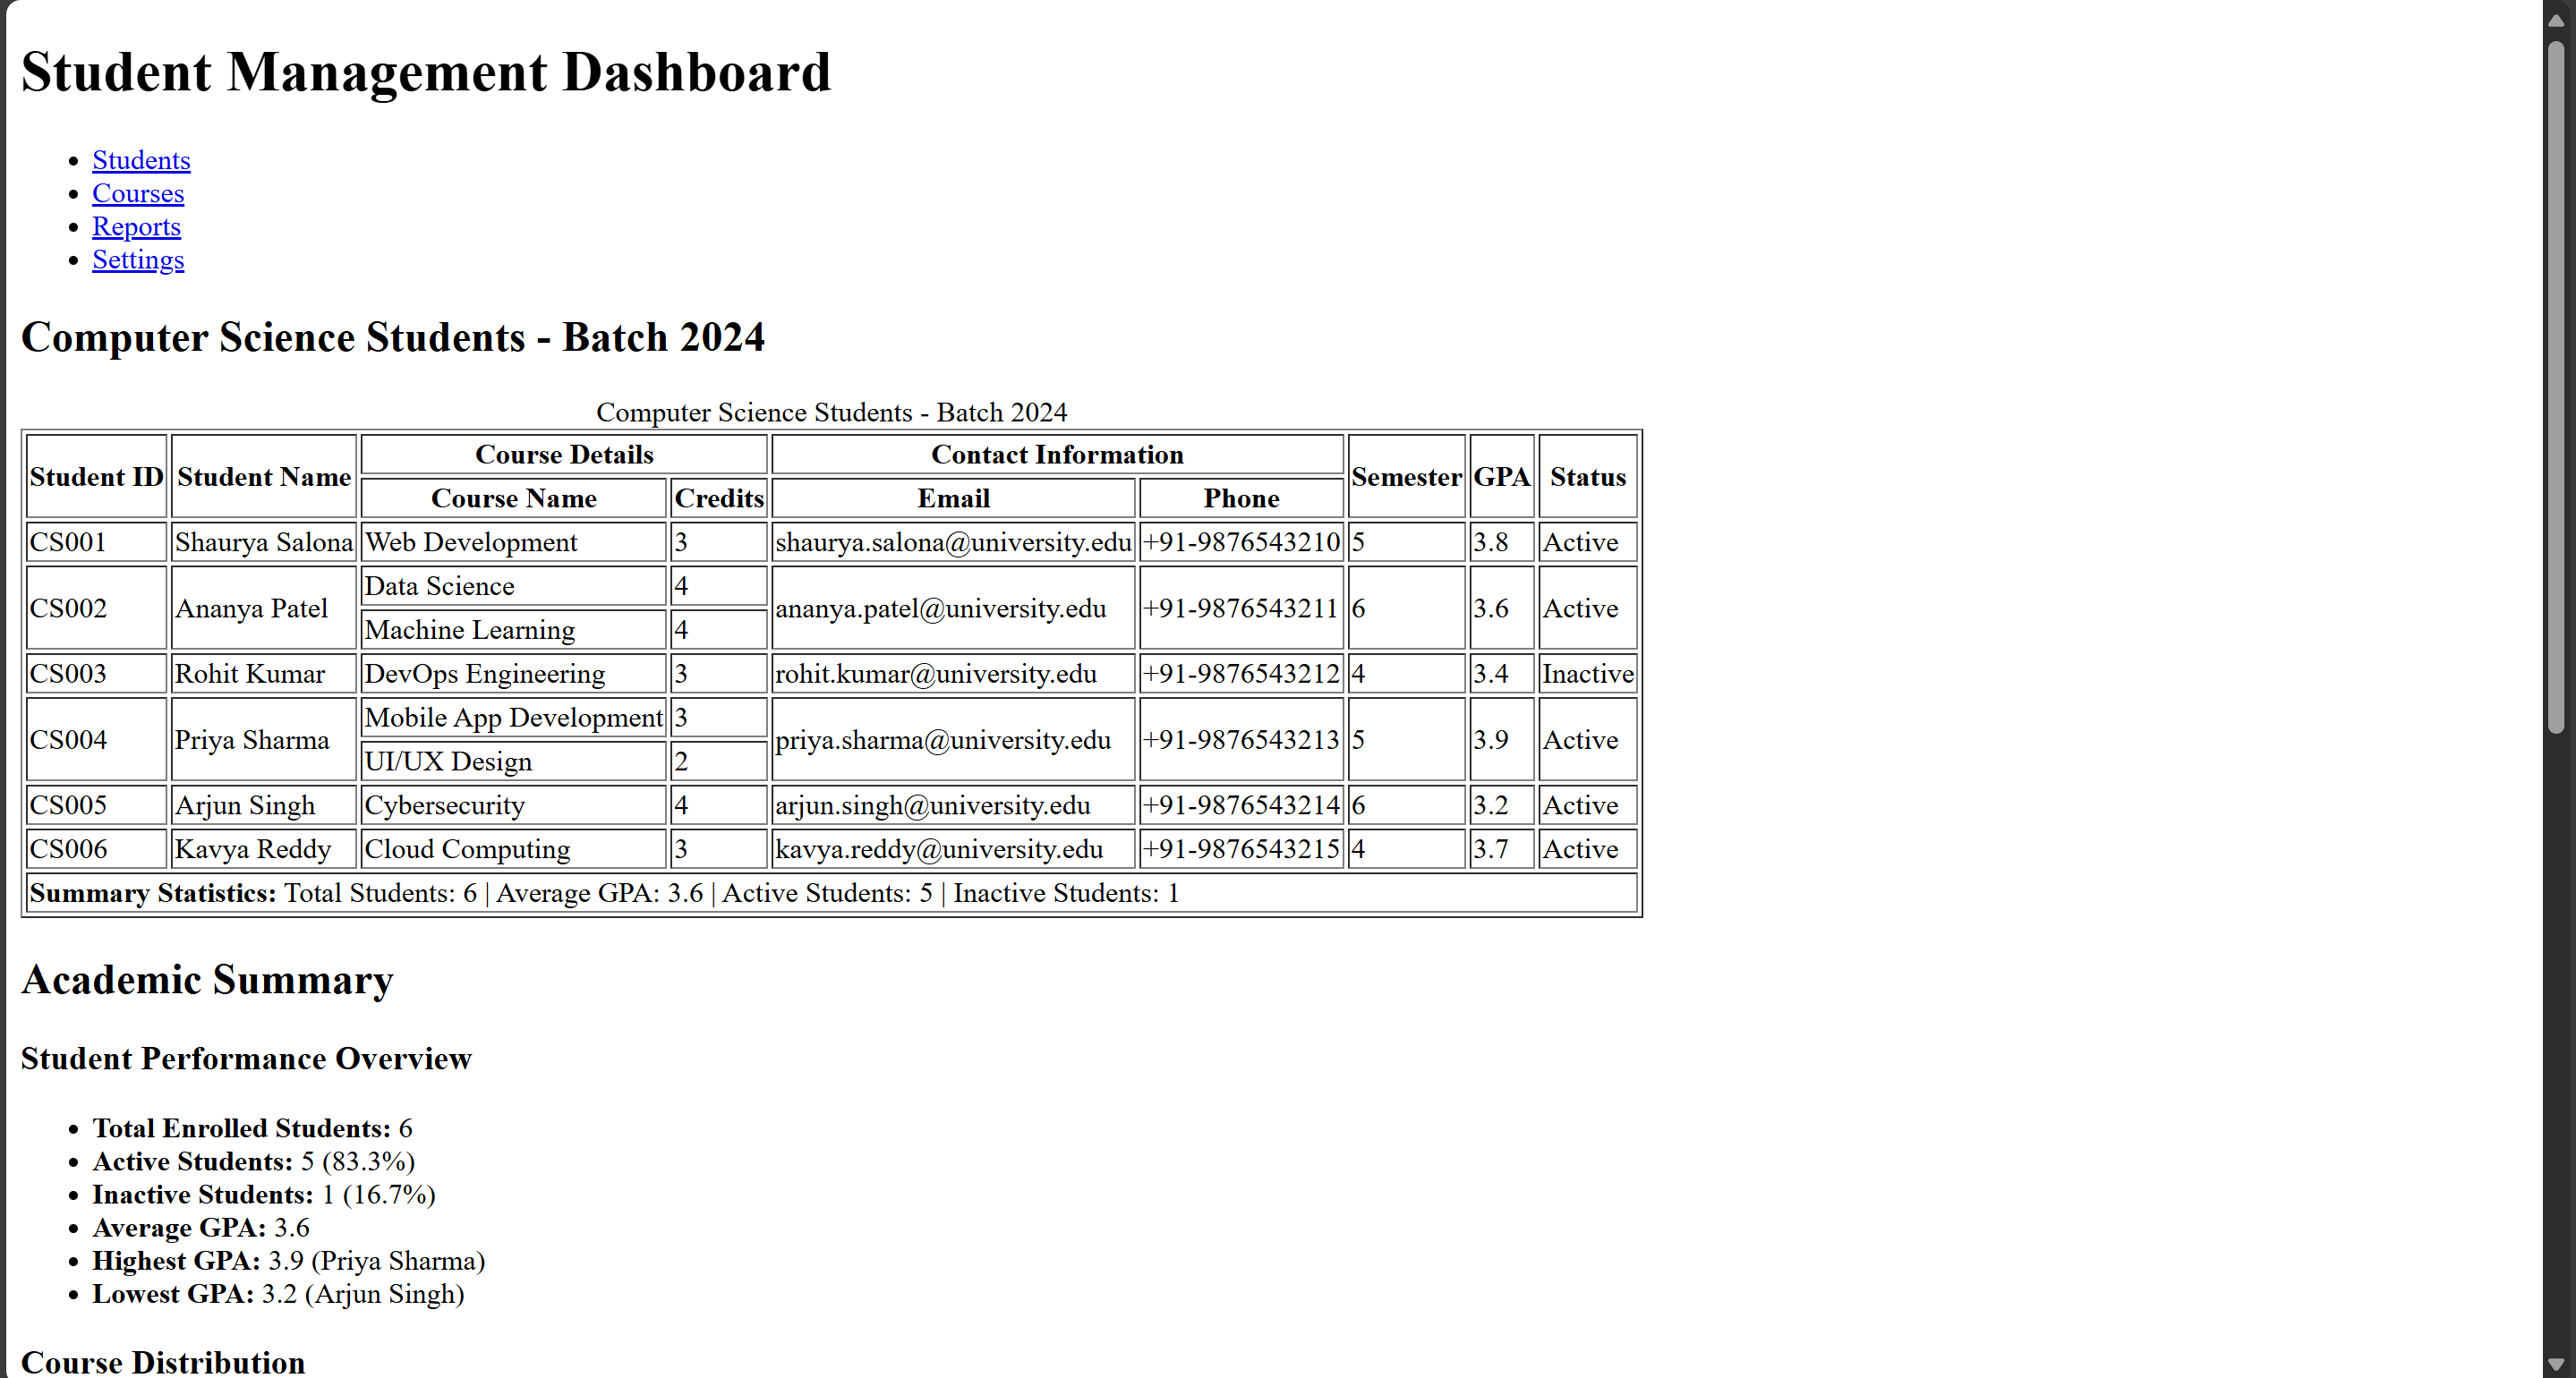 Student Management Dashboard
Students
Courses
Reports
Settings
Computer Science Students - Batch 2024
Computer Science Students - Batch 2024
Student ID Student Name Course Details Contact Information Semester GPA Status
Course Name Credits Email Phone
CS001 Shaurya Salona Web Development 3 shaurya.salona@university.edu +91-9876543210 5 3.8 Active
CS002 Ananya Patel Data Science 4 ananya.patel@university.edu +91-9876543211 6 3.6 Active
Machine Learning 4
CS003 Rohit Kumar DevOps Engineering 3 rohit.kumar@university.edu +91-9876543212 4 3.4 Inactive
CS004 Priya Sharma Mobile App Development 3 priya.sharma@university.edu +91-9876543213 5 3.9 Active
UI/UX Design 2
CS005 Arjun Singh Cybersecurity 4 arjun.singh@university.edu +91-9876543214 6 3.2 Active
CS006 Kavya Reddy Cloud Computing 3 kavya.reddy@university.edu +91-9876543215 4 3.7 Active
Summary Statistics: Total Students: 6 | Average GPA: 3.6 | Active Students: 5 | Inactive Students: 1
Academic Summary
Student Performance Overview
Total Enrolled Students: 6
Active Students: 5 (83.3%)
Inactive Students: 1 (16.7%)
Average GPA: 3.6
Highest GPA: 3.9 (Priya Sharma)
Lowest GPA: 3.2 (Arjun Singh)
Course Distribution